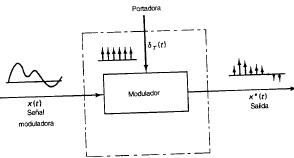 Portadora
δT(t)
Modulador
x(t)
Señal
moduladora
x*(t)
Salida